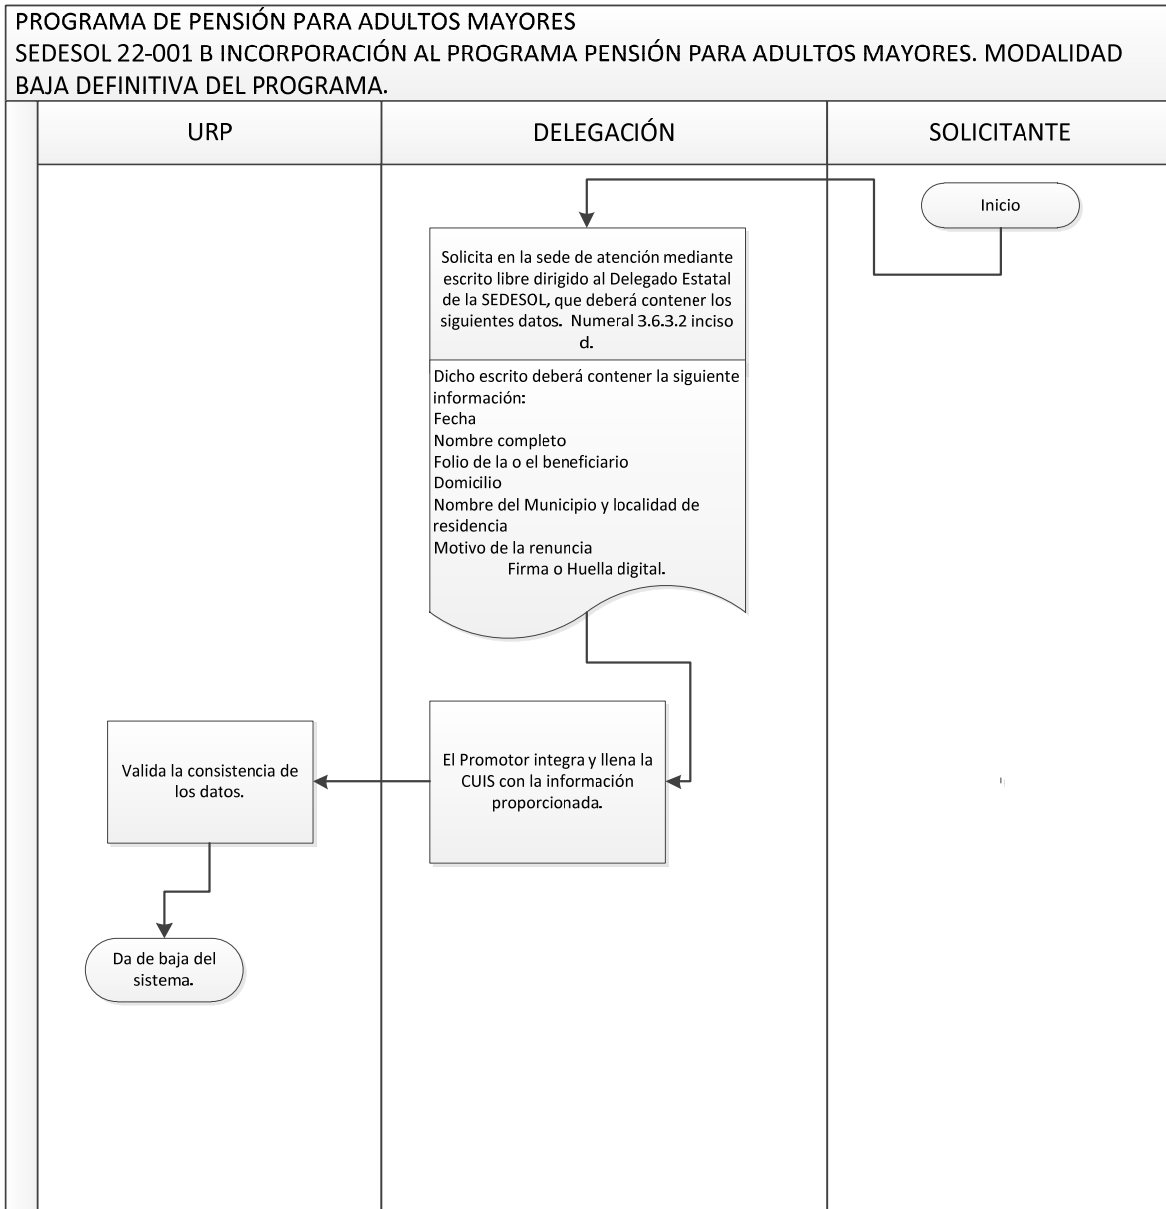 PROGRAMA DE PENSIÓN PARA ADULTOS MAYORES
SEDESOL 22-001 B INCORPORACIÓN AL PROGRAMA PENSIÓN PARA ADULTOS MAYORES. MODALIDAD
BAJA DEFINITIVA DEL PROGRAMA.
URP
DELEGACIÓN
SOLICITANTE
Inicio
Solicita en la sede de atención mediante
escrito libre dirigido al Delegado Estatal
de la SEDESOL, que deberá contener los
siguientes datos. Numeral 3.6.3.2 inciso
d.
Dicho escrito deberá contener la siguiente
información:
Fecha
Nombre completo
Folio de la o el beneficiario
Domicilio
Nombre del Municipio y localidad de
residencia
Motivo de la renuncia
Firma o Huella digital.
El Promotor integra y llena la
CUIS con la información
proporcionada.
Valida la consistencia de
los datos.
Da de baja del
sistema.